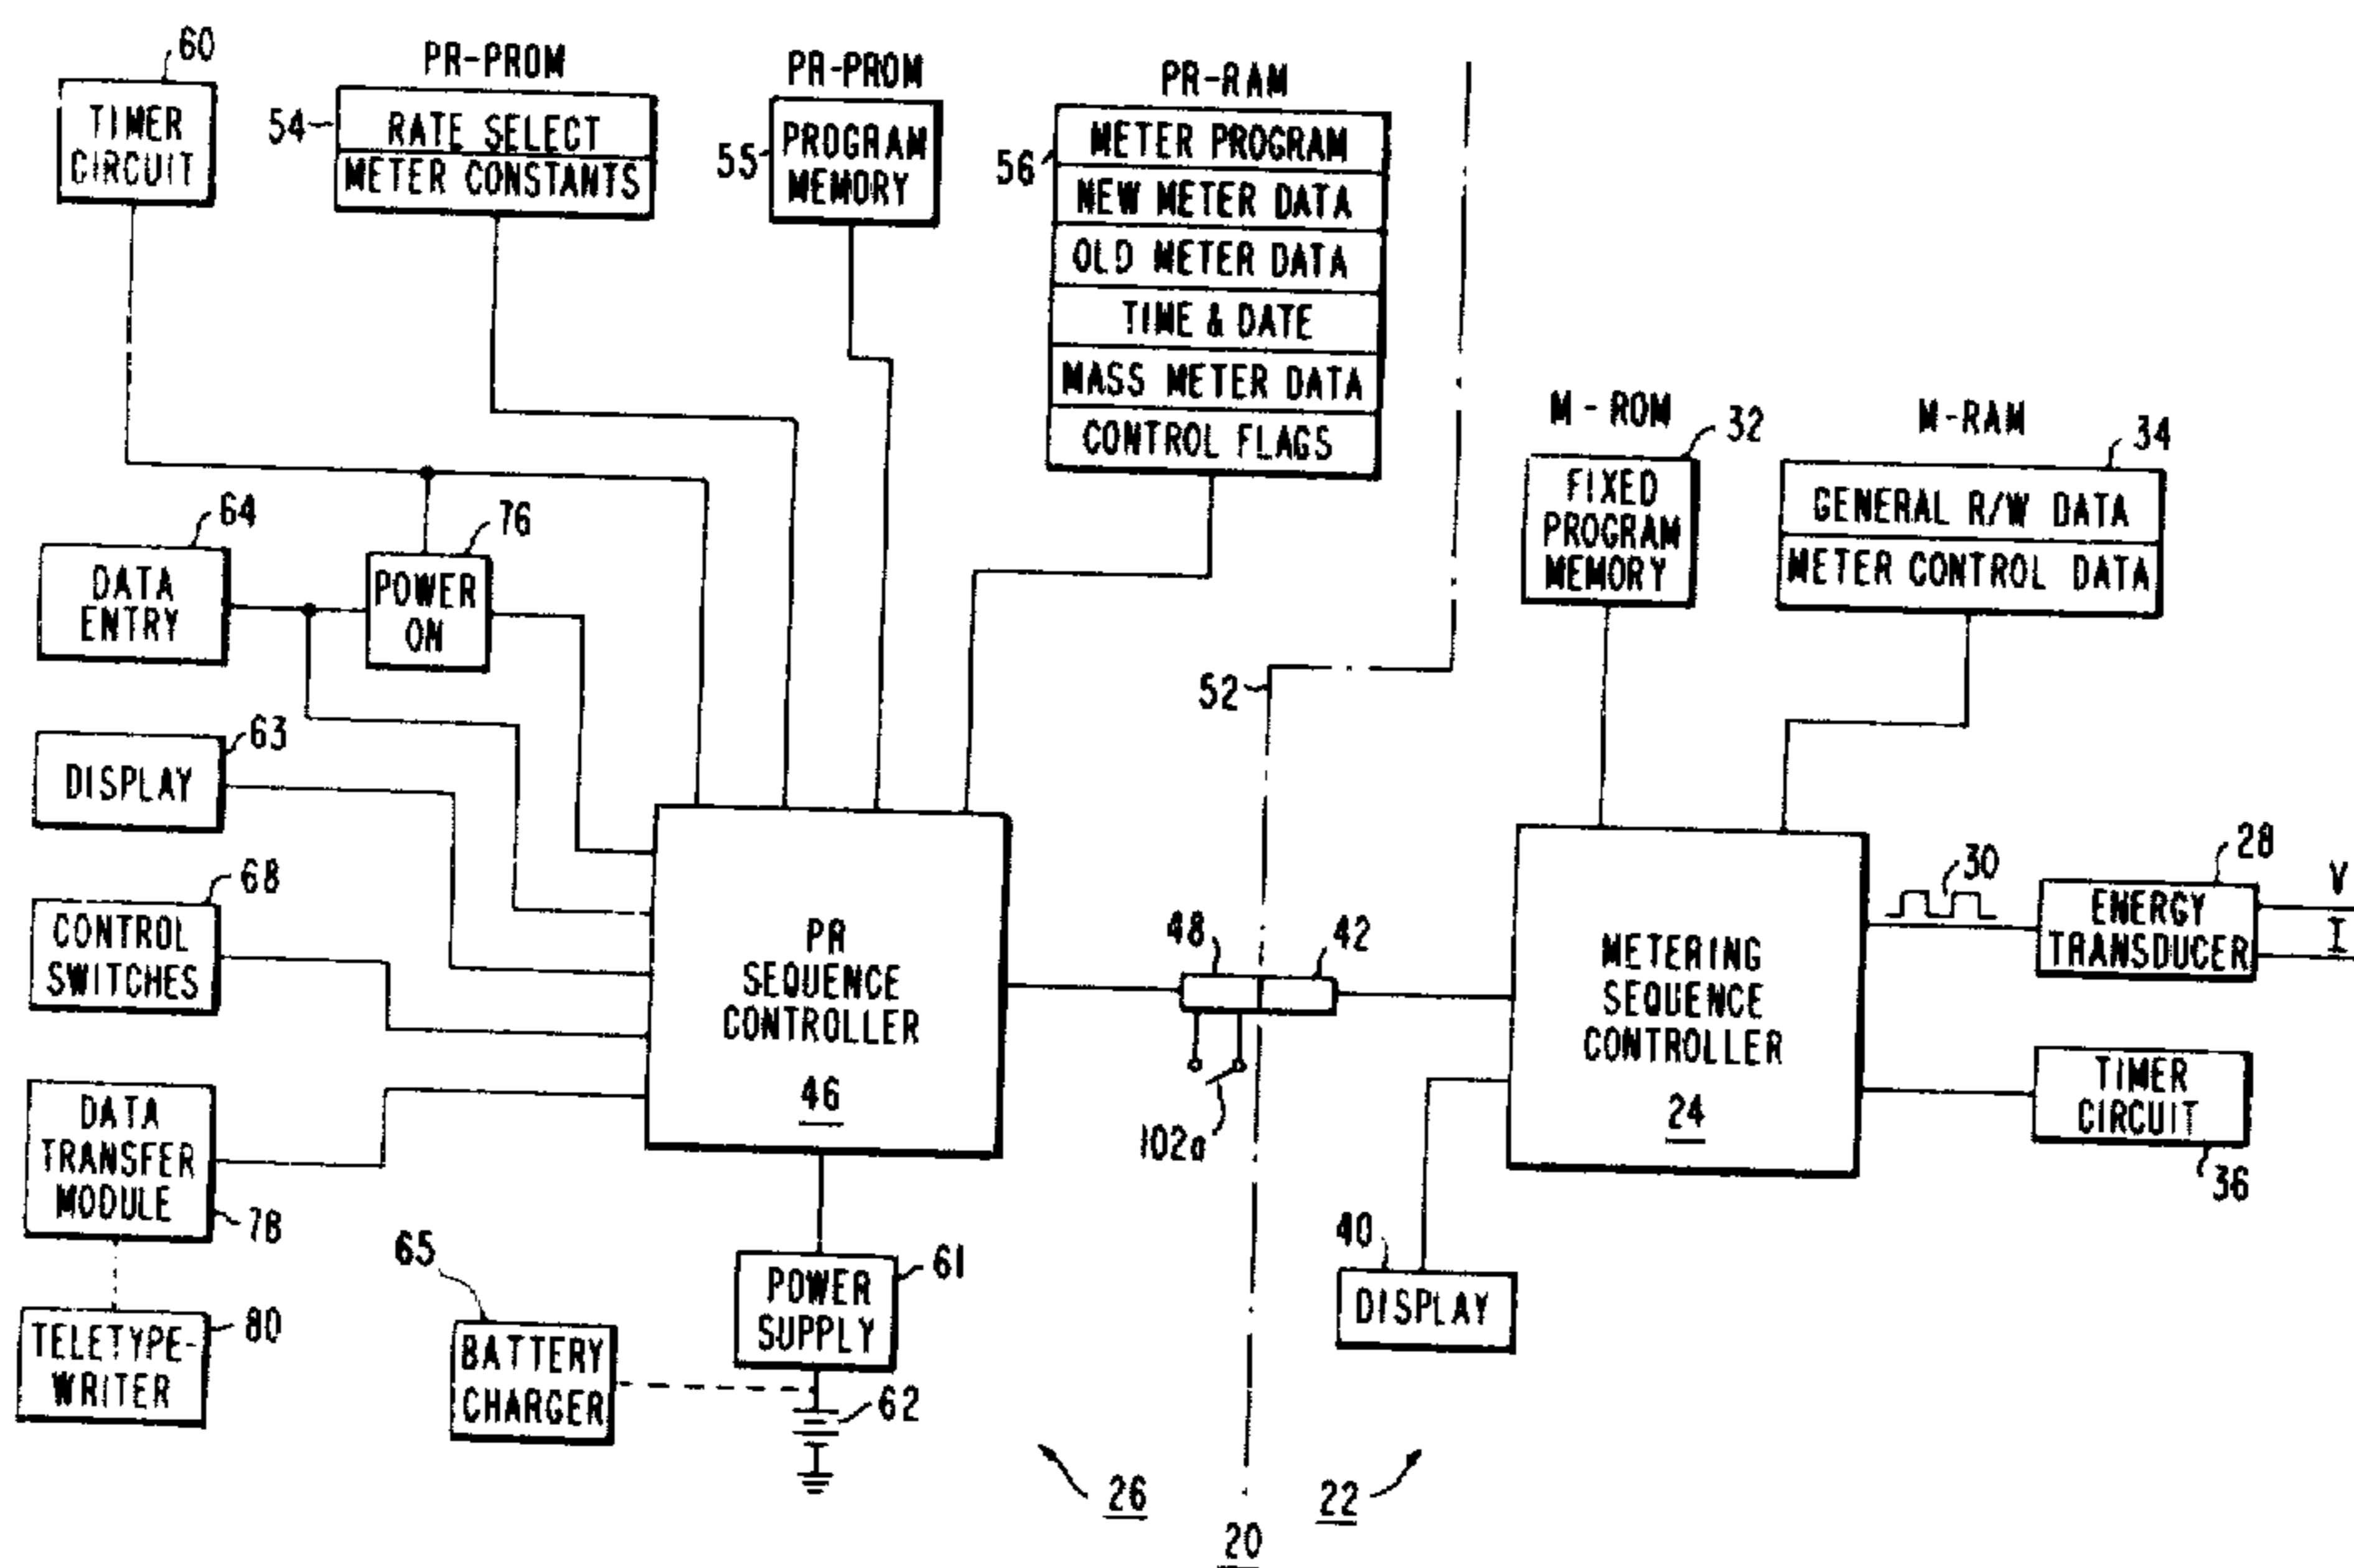 60
TIMER
CIRCUIT
PR-PROM
54
RATE SELECT
METER CONSTANTS
PR-PROM
55
PROGRAM
MEMORY
PR-RAM
56
METER PROGRAM
NEW METER DATA
OLD METER DATA
TIME & DATE
MASS METER DATA
CONTROL FLAGS
M-ROM
32
FIXED
PROGRAM
MEMORY
M-RAM
34
GENERAL R/W DATA
METER CONTROL DATA
64
DATA
ENTRY
76
POWER
ON
52
63
DISPLAY
68
CONTROL
SWITCHES
PR
SEQUENCE
CONTROLLER
46
48
42
102a
METERING
SEQUENCE
CONTROLLER
24
30
28
ENERGY
TRANSDUCER
V
I
TIMER
CIRCUIT
36
DATA
TRANSFER
MODULE
78
TELETYPE-
WRITER
80
65
BATTERY
CHARGER
61
POWER
SUPPLY
62
40
DISPLAY
26
22
20